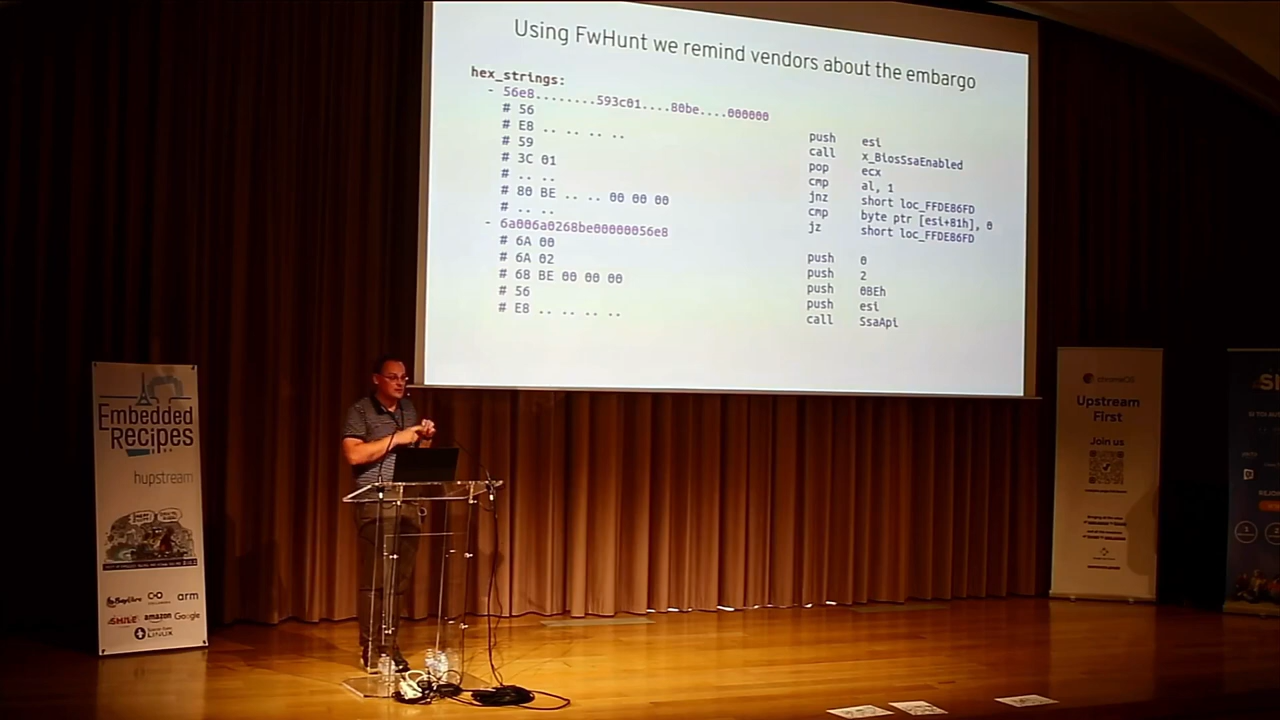 Using FwHunt we remind vendors about the embargo
hex_strings:
- 56e8........593c01....80be....000000
# 56
# E8 .. .. .. ..
# 59
# 3C 01
# .. ..
# 80 BE .. .. 00 00 00
# .. ..
- 6a006a0268be00000056e8
# 6A 00
# 6A 02
# 68 BE 00 00 00
# 56
# E8 .. .. .. ..
push esi
call x_BiosSsaEnabled
pop ecx
cmp al, 1
jnz short loc_FFDE86FD
cmp byte ptr [esi+81h], 0
jz short loc_FFDE86FD
push 0
push 2
push 0BEh
push esi
call SsaApi
Embedded
Recipes
hupstream
arm
amazon Google
LINUX
chromeOS
Upstream
First
Join us